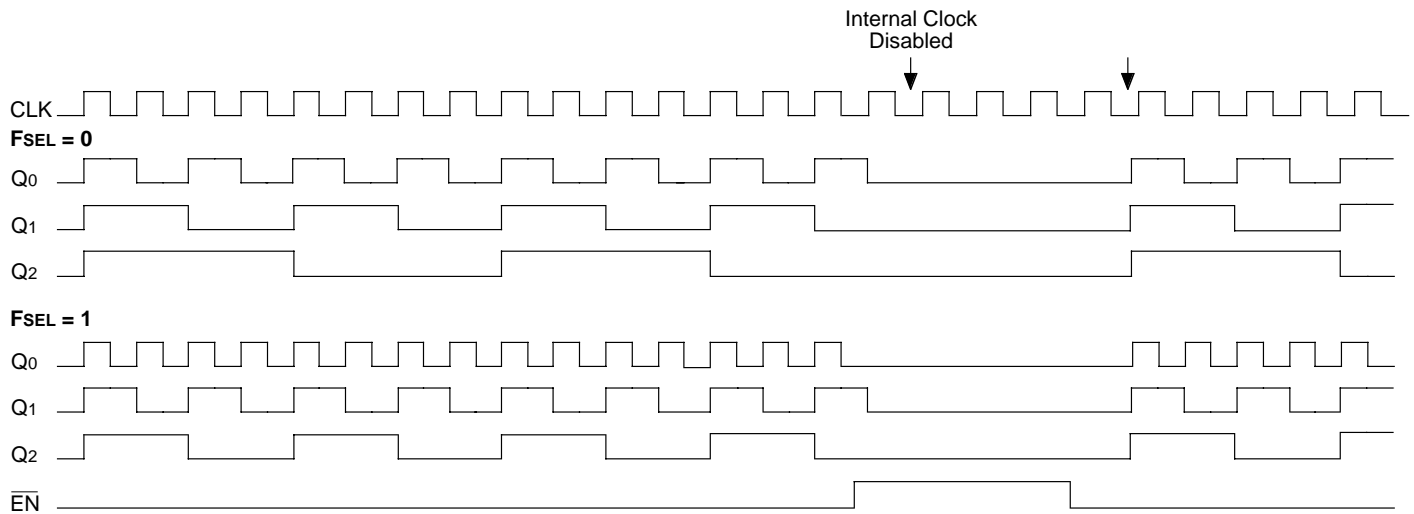 Internal Clock
Disabled
CLK
FSEL = 0
Q0
Q1
Q2
FSEL = 1
Q0
Q1
Q2
EN